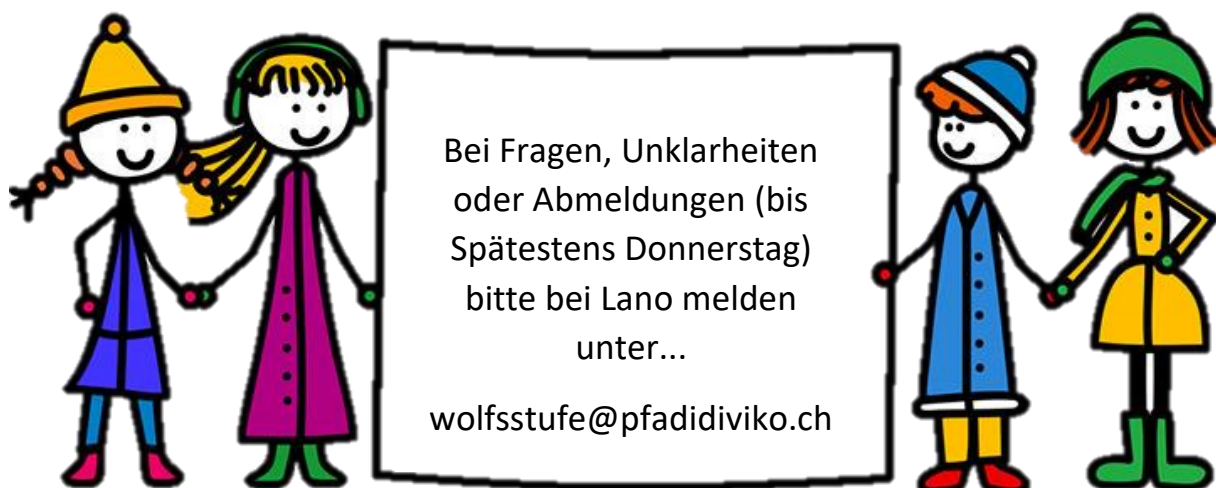 Bei Fragen, Unklarheiten
oder Abmeldungen (bis
Spätestens Donnerstag)
bitte bei Lano melden
unter...
wolfsstufe@pfadidiviko.ch